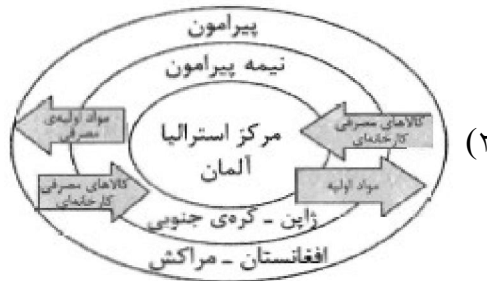 پیرامون
نیمه پیرامون
مواد اولیه‌ی
مصرفی
مرکز استرالیا
آلمان
کالاهای مصرفی
کارخانه‌ای
کالاهای مصرفی
کارخانه‌ای
مواد اولیه
ژاپن - کره‌ی جنوبی
افغانستان - مراکش
(۲